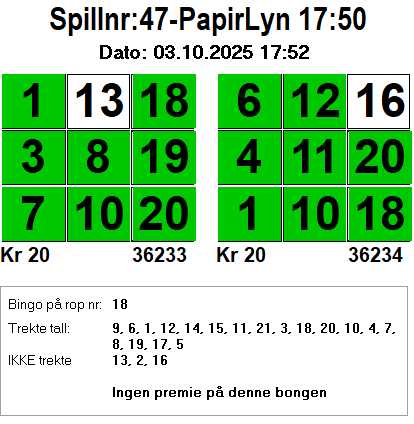 Spillnr:47-PapirLyn 17:50
Dato: 03.10.2025 17:52
1 13 18 6 12 16
3 8 19 4 11 20
7 10 20 1 10 18
Kr 20 36233 Kr 20 36234
Bingo på rop nr: 18
Trekte tall: 9, 6, 1, 12, 14, 15, 11, 21, 3, 18, 20, 10, 4, 7,
8, 19, 17, 5
IKKE trekte 13, 2, 16
Ingen premie på denne bongen